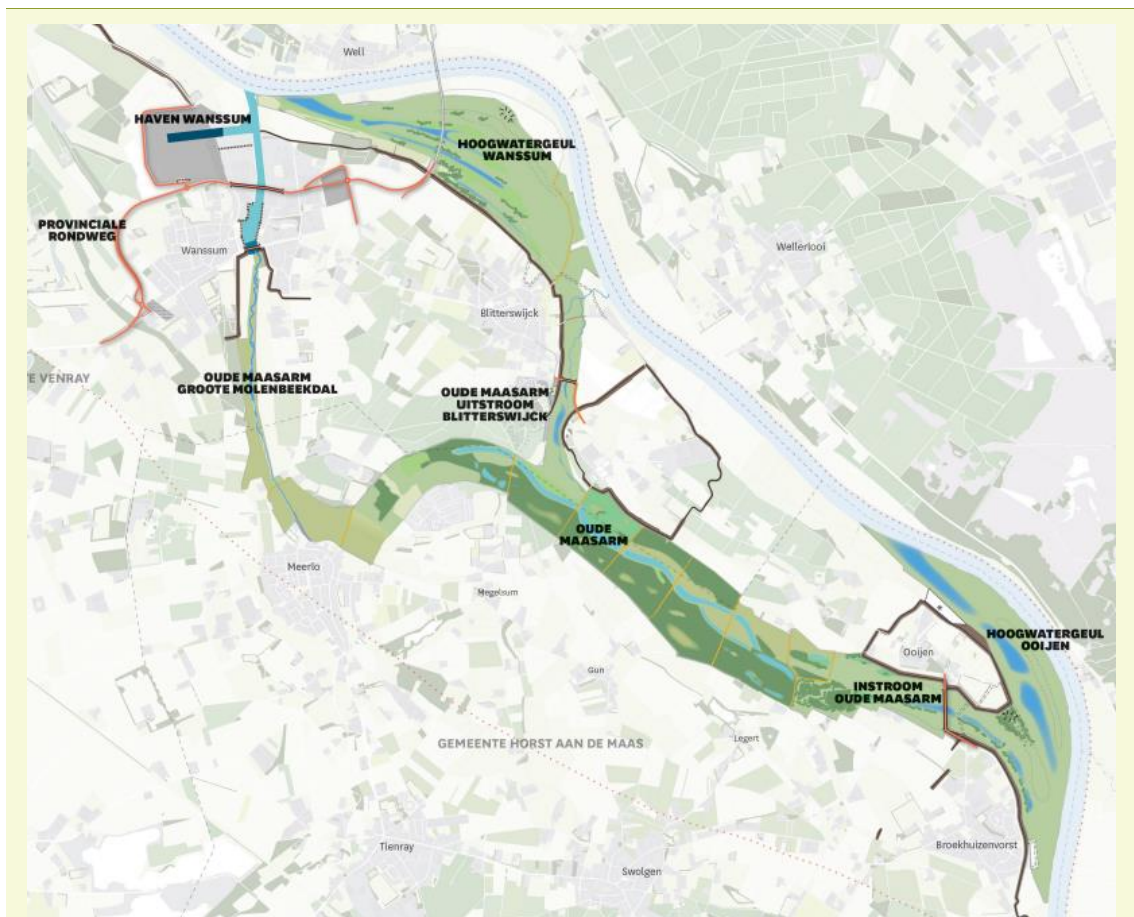 Well
HAVEN WANSSUM
HOOGWATERGEUL
WANSSUM
PROVINCIALE
RONDWEG
Wanssum
Wellerlooi
Blitterswijck
TE VENRAY
OUDE MAASARM
GROOTE MOLENBEEKDAL
OUDE MAASARM
UITSTROOM
BLITTERSWIJCK
OUDE
MAASARM
Meerlo
Megelsum
HOOGWATERGEUL
OOIJEN
Ooijen
Gun
INSTROOM
OUDE MAASARM
GEMEENTE HORST AAN DE MAAS
Legert
Tienray
Swolgen
Broekhuizenvorst